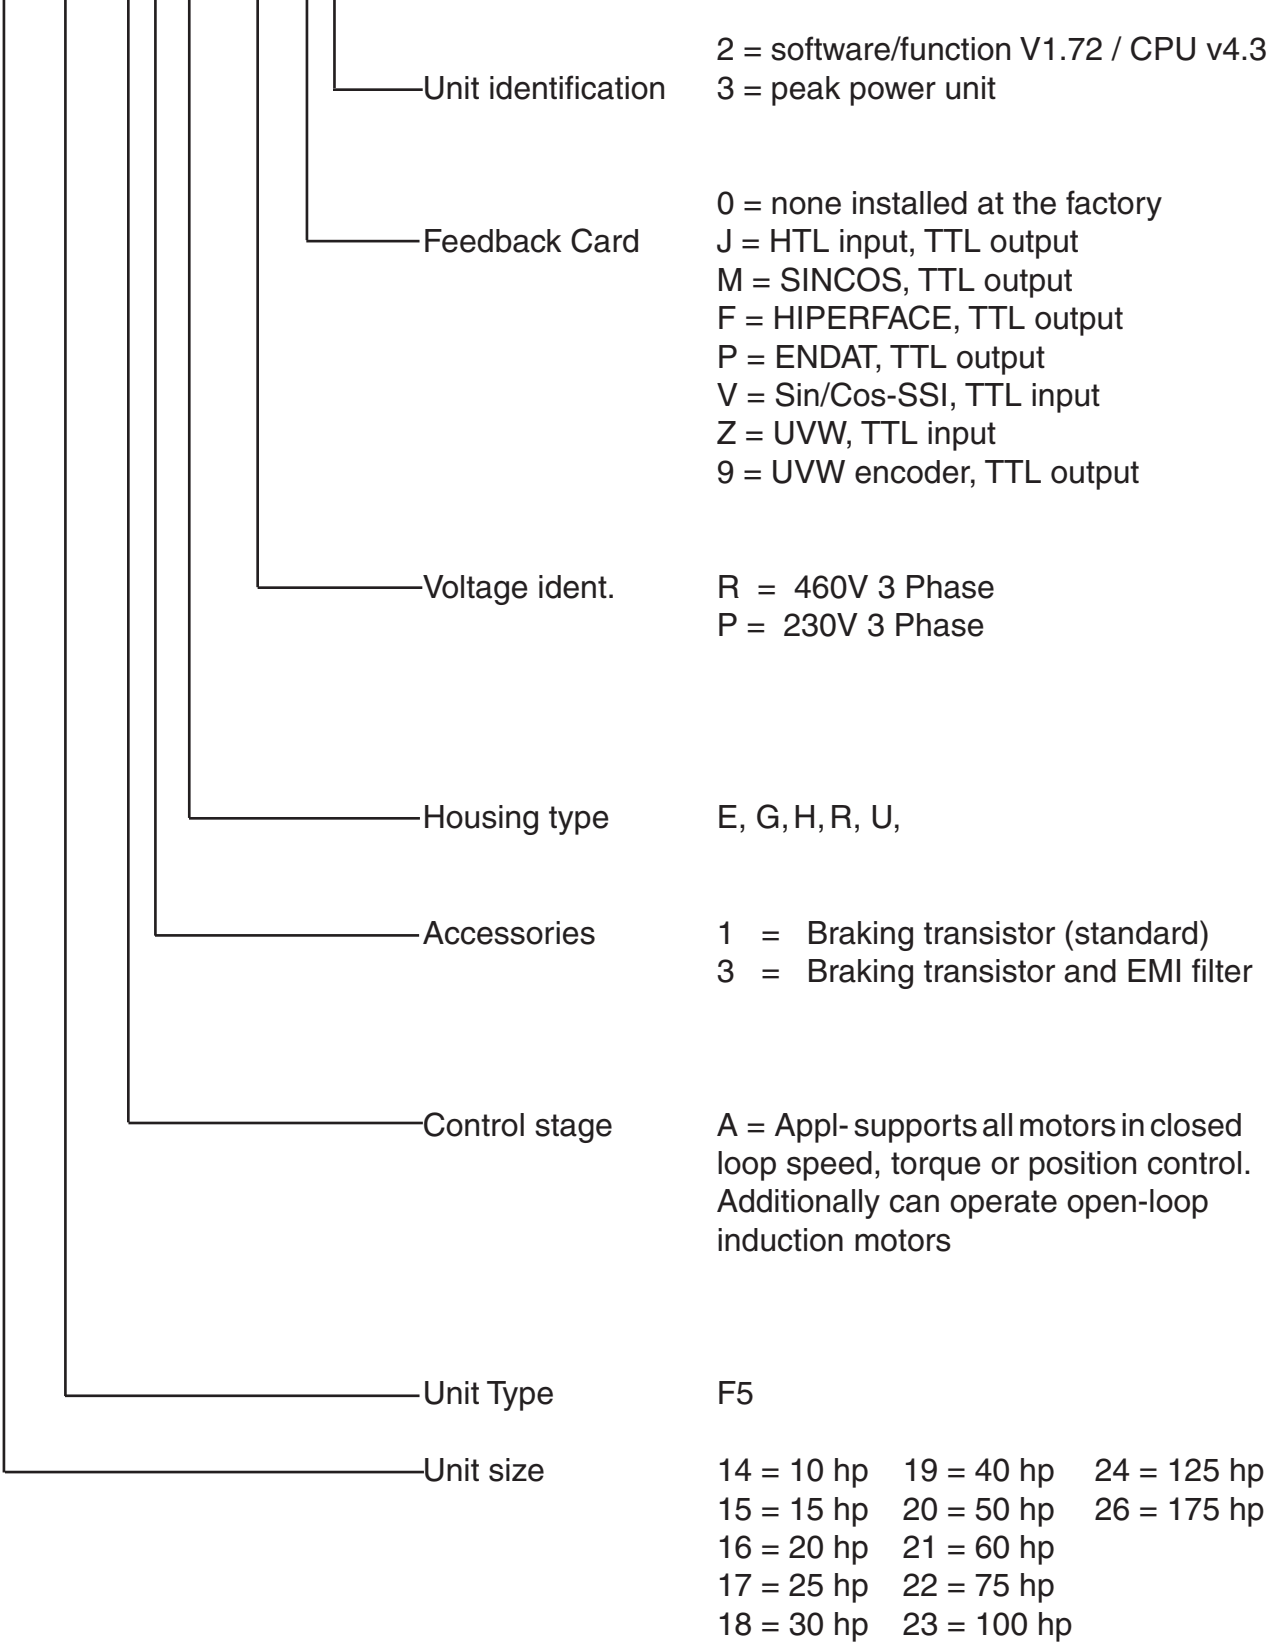 2 = software/function V1.72 / CPU v4.3
Unit identification 3 = peak power unit
0 = none installed at the factory
Feedback Card J = HTL input, TTL output
M = SINCOS, TTL output
F = HIPERFACE, TTL output
P = ENDAT, TTL output
V = Sin/Cos-SSI, TTL input
Z = UVW, TTL input
9 = UVW encoder, TTL output
Voltage ident. R = 460V 3 Phase
P = 230V 3 Phase
Housing type E, G, H, R, U,
Accessories 1 = Braking transistor (standard)
3 = Braking transistor and EMI filter
Control stage A = Appl- supports all motors in closed
loop speed, torque or position control.
Additionally can operate open-loop
induction motors
Unit Type F5
Unit size 14 = 10 hp 19 = 40 hp 24 = 125 hp
15 = 15 hp 20 = 50 hp 26 = 175 hp
16 = 20 hp 21 = 60 hp
17 = 25 hp 22 = 75 hp
18 = 30 hp 23 = 100 hp